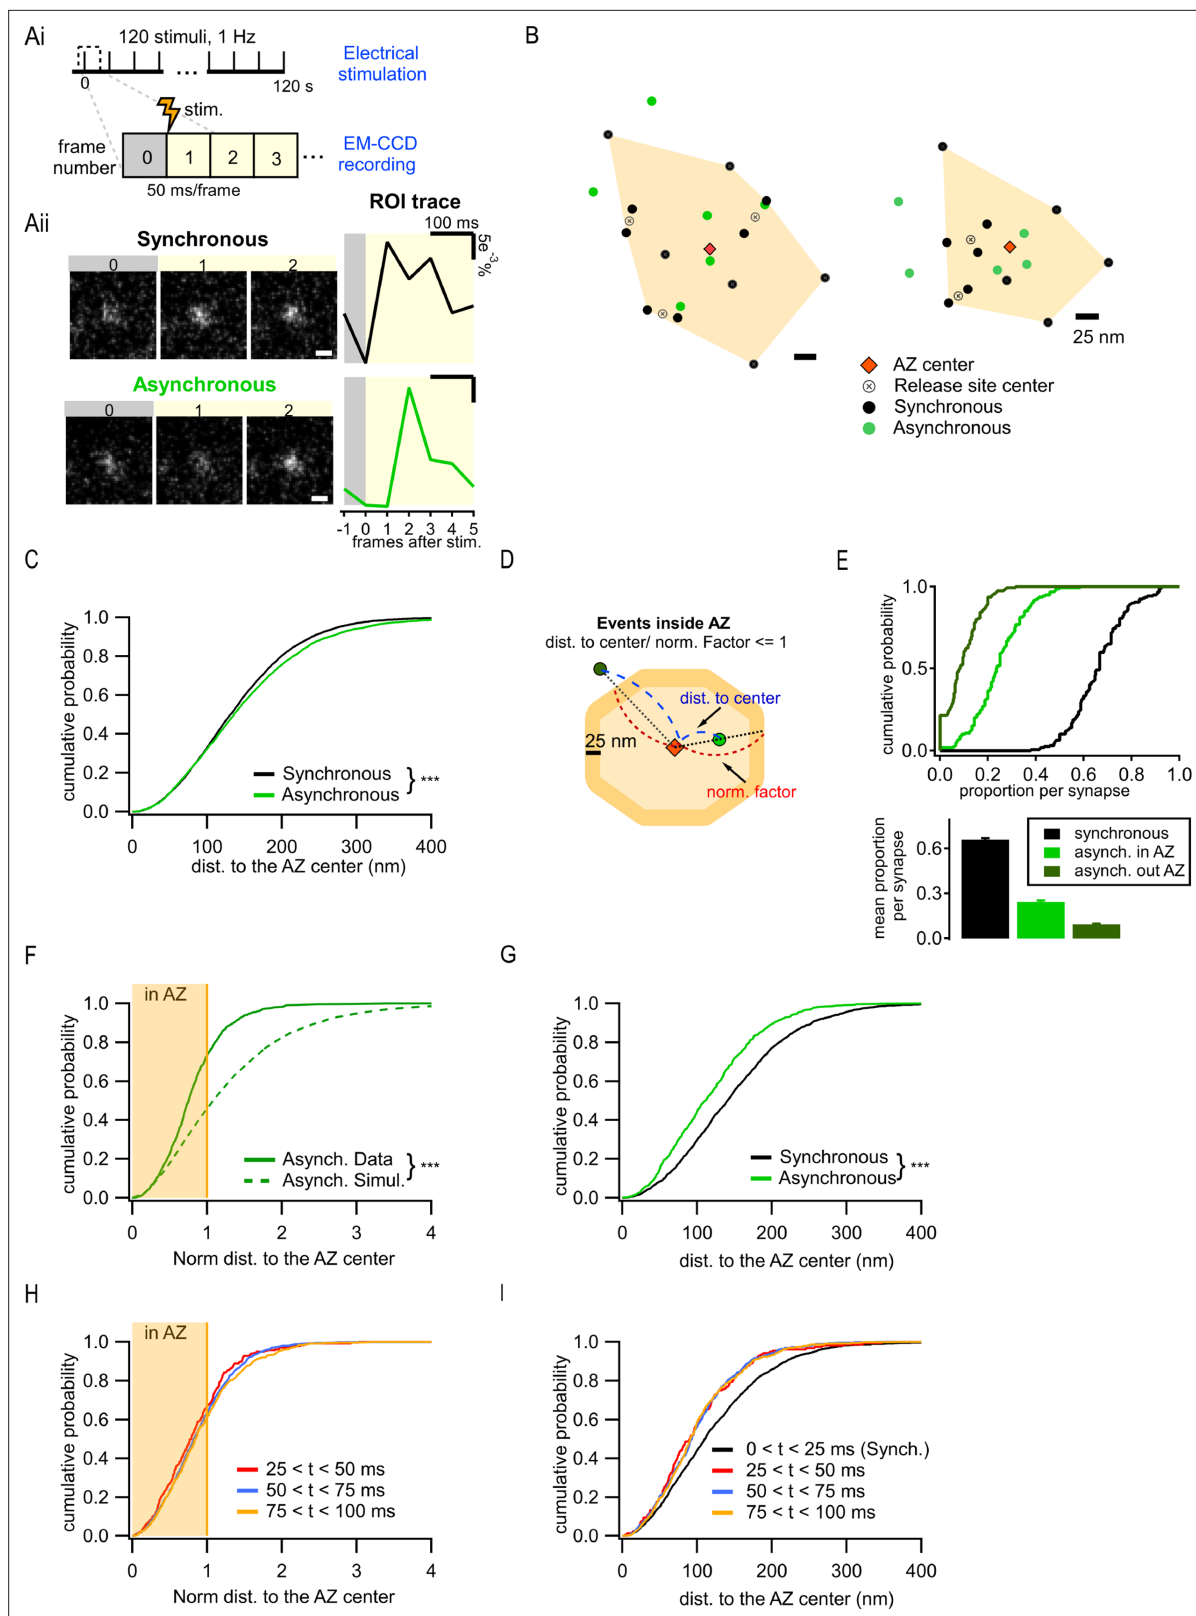 Ai
120 stimuli, 1 Hz
0
120 s
Electrical
stimulation
stim.
frame
number
0
1
2
3
50 ms/frame
EM-CCD
recording
Aii
Synchronous
0
1
2
Asynchronous
0
1
2
ROI trace
100 ms
5e⁻³%
-1 0 1 2 3 4 5
frames after stim.
B
25 nm
AZ center
Release site center
Synchronous
Asynchronous
C
cumulative probability
1.0
0.8
0.6
0.4
0.2
0.0
Synchronous
Asynchronous
} ***
0 100 200 300 400
dist. to the AZ center (nm)
D
Events inside AZ
dist. to center/ norm. Factor <= 1
dist. to center
25 nm
norm. factor
E
cumulative probability
1.0
0.5
0.0
0.0 0.2 0.4 0.6 0.8 1.0
proportion per synapse
mean proportion
per synapse
0.6
0.3
0.0
synchronous
asynch. in AZ
asynch. out AZ
F
cumulative probability
in AZ
1.0
0.8
0.6
0.4
0.2
0.0
Asynch. Data
Asynch. Simul.
} ***
0 1 2 3 4
Norm dist. to the AZ center
G
cumulative probability
1.0
0.8
0.6
0.4
0.2
0.0
Synchronous
Asynchronous
} ***
0 100 200 300 400
dist. to the AZ center (nm)
H
cumulative probability
in AZ
1.0
0.8
0.6
0.4
0.2
0.0
25 < t < 50 ms
50 < t < 75 ms
75 < t < 100 ms
0 1 2 3 4
Norm dist. to the AZ center
I
cumulative probability
1.0
0.8
0.6
0.4
0.2
0.0
0 < t < 25 ms (Synch.)
25 < t < 50 ms
50 < t < 75 ms
75 < t < 100 ms
0 100 200 300 400
dist. to the AZ center (nm)